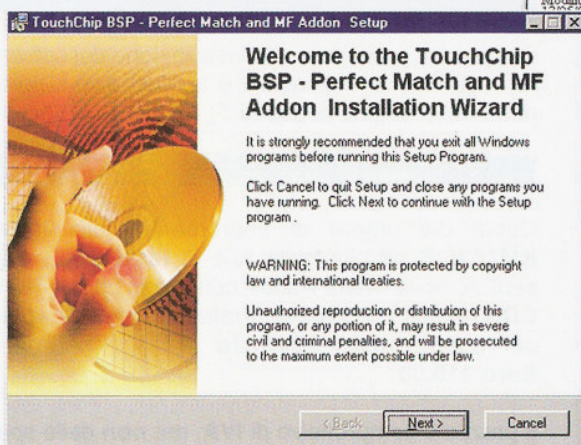 TouchChip BSP - Perfect Match and MF Addon Setup
Welcome to the TouchChip
BSP - Perfect Match and MF
Addon Installation Wizard
It is strongly recommended that you exit all Windows
programs before running this Setup Program.
Click Cancel to quit Setup and close any programs you
have running. Click Next to continue with the Setup
program .
WARNING: This program is protected by copyright
law and international treaties.
Unauthorized reproduction or distribution of this
program, or any portion of it, may result in severe
civil and criminal penalties, and will be prosecuted
to the maximum extent possible under law.
< Back
Next >
Cancel